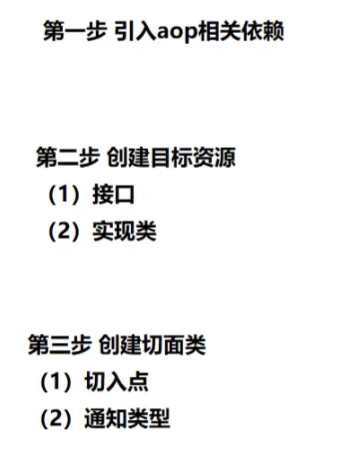 第一步 引入aop相关依赖
第二步 创建目标资源
（1）接口
（2）实现类
第三步 创建切面类
（1）切入点
（2）通知类型